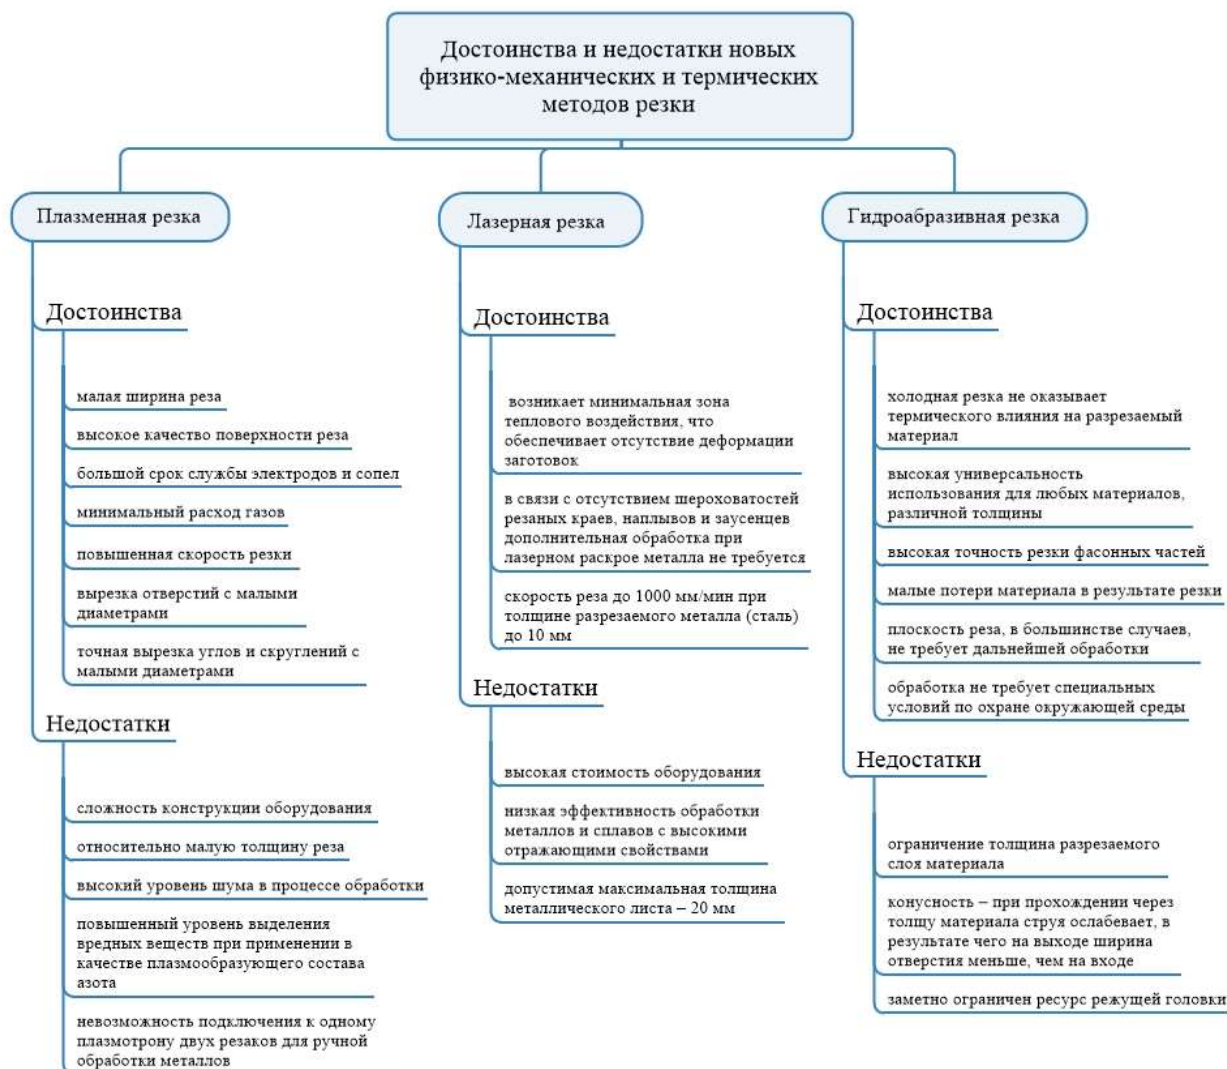 Достоинства и недостатки новых
физико-механических и термических
методов резки
Плазменная резка
Достоинства
малая ширина реза
высокое качество поверхности реза
большой срок службы электродов и сопел
минимальный расход газов
повышенная скорость резки
вырезка отверстий с малыми
диаметрами
точная вырезка углов и скруглений с
малыми диаметрами
Недостатки
сложность конструкции оборудования
относительно малую толщину реза
высокий уровень шума в процессе обработки
повышенный уровень выделения
вредных веществ при применении в
качестве плазмообразующего состава
азота
невозможность подключения к одному
плазмотрону двух резаков для ручной
обработки металлов
Лазерная резка
Достоинства
возникает минимальная зона
теплового воздействия, что
обеспечивает отсутствие деформации
заготовок
в связи с отсутствием шероховатостей
резаных краев, наплывов и заусенцев
дополнительная обработка при
лазерном раскрое металла не требуется
скорость реза до 1000 мм/мин при
толщине разрезаемого металла (сталь)
до 10 мм
Недостатки
высокая стоимость оборудования
низкая эффективность обработки
металлов и сплавов с высокими
отражающими свойствами
допустимая максимальная толщина
металлического листа – 20 мм
Гидроабразивная резка
Достоинства
холодная резка не оказывает
термического влияния на разрезаемый
материал
высокая универсальность
использования для любых материалов,
различной толщины
высокая точность резки фасонных частей
малые потери материала в результате резки
плоскость реза, в большинстве случаев,
не требует дальнейшей обработки
обработка не требует специальных
условий по охране окружающей среды
Недостатки
ограничение толщина разрезаемого
слоя материала
конусность – при прохождении через
толщу материала струя ослабевает, в
результате чего на выходе ширина
отверстия меньше, чем на входе
заметно ограничен ресурс режущей головки